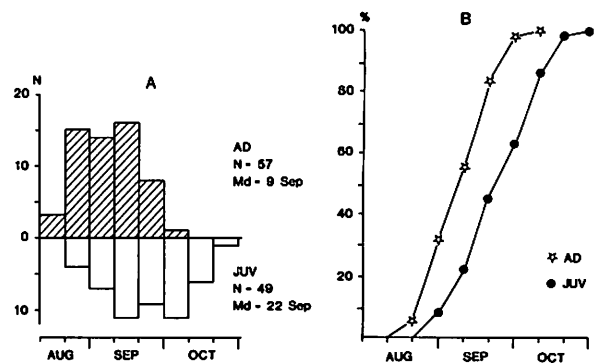 A
N
20
10
0
10
AD
N - 57
Md - 9 Sep
JUV
N - 49
Md - 22 Sep
AUG SEP OCT
B
%
100
80
60
40
20
AD
JUV
AUG SEP OCT